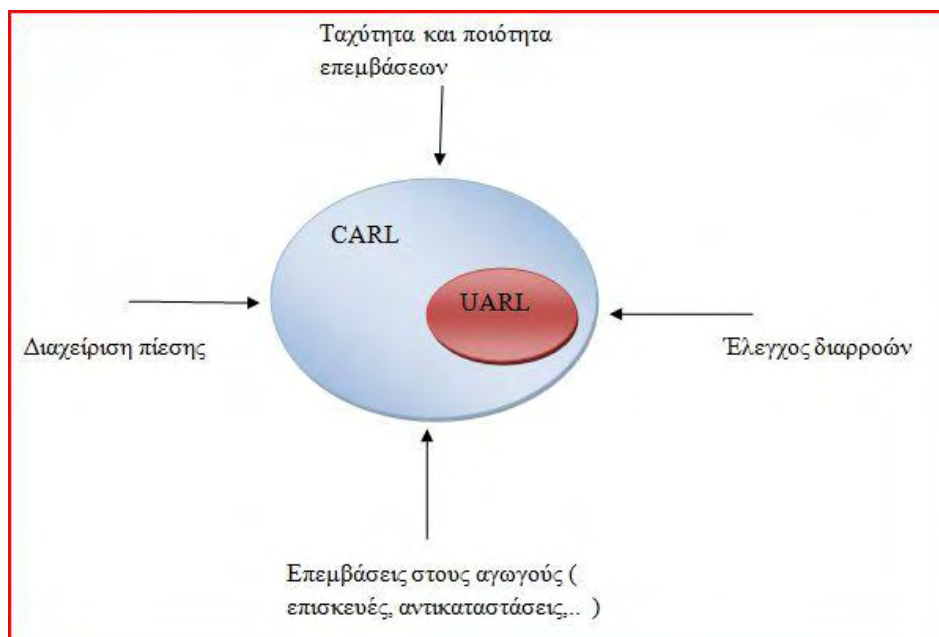 Ταχύτητα και ποιότητα
επεμβάσεων
CARL
UARL
Διαχείριση πίεσης
Έλεγχος διαρροών
Επεμβάσεις στους αγωγούς (
επισκευές, αντικαταστάσεις,.. )